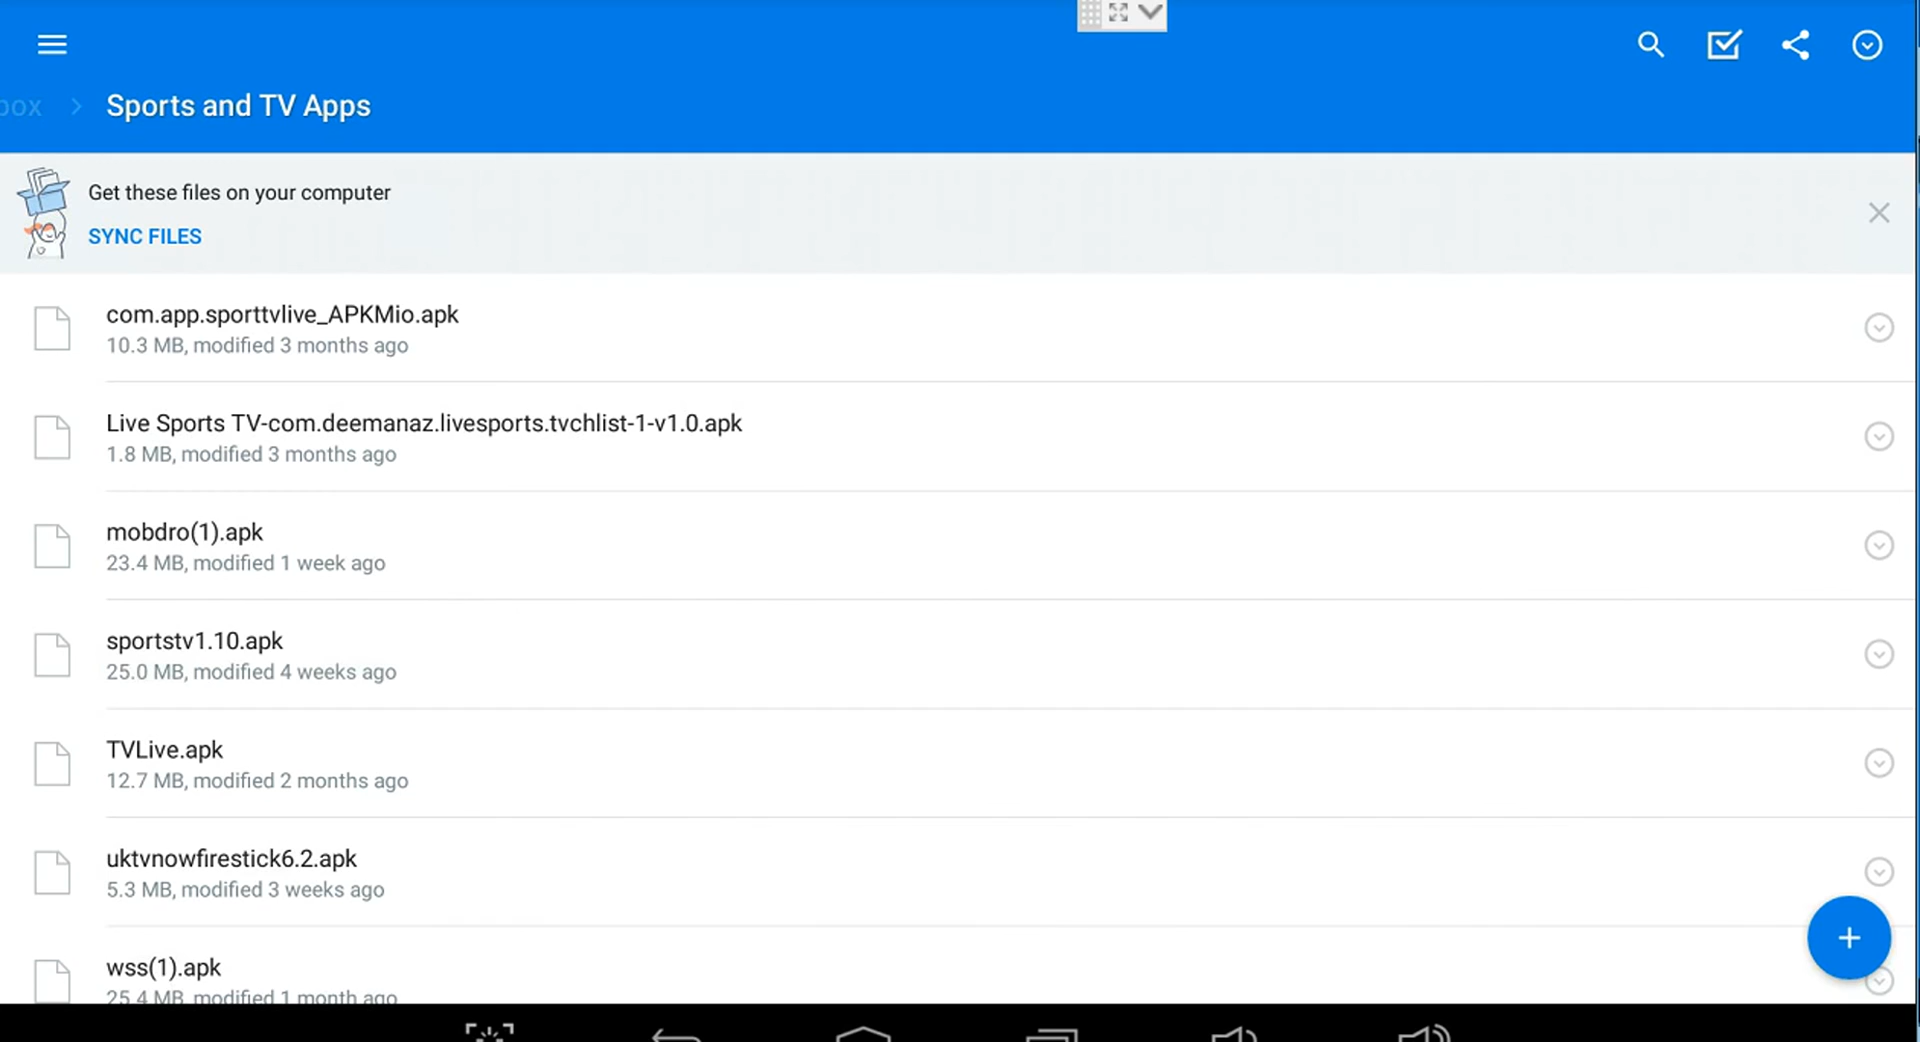 box > Sports and TV Apps
Get these files on your computer
SYNC FILES
com.app.sporttvlive_APKMio.apk
10.3 MB, modified 3 months ago
Live Sports TV-com.deemanaz.livesports.tvchlist-1-v1.0.apk
1.8 MB, modified 3 months ago
mobdro(1).apk
23.4 MB, modified 1 week ago
sportstv1.10.apk
25.0 MB, modified 4 weeks ago
TVLive.apk
12.7 MB, modified 2 months ago
uktvnowfirestick6.2.apk
5.3 MB, modified 3 weeks ago
wss(1).apk
25.4 MB, modified 1 month ago